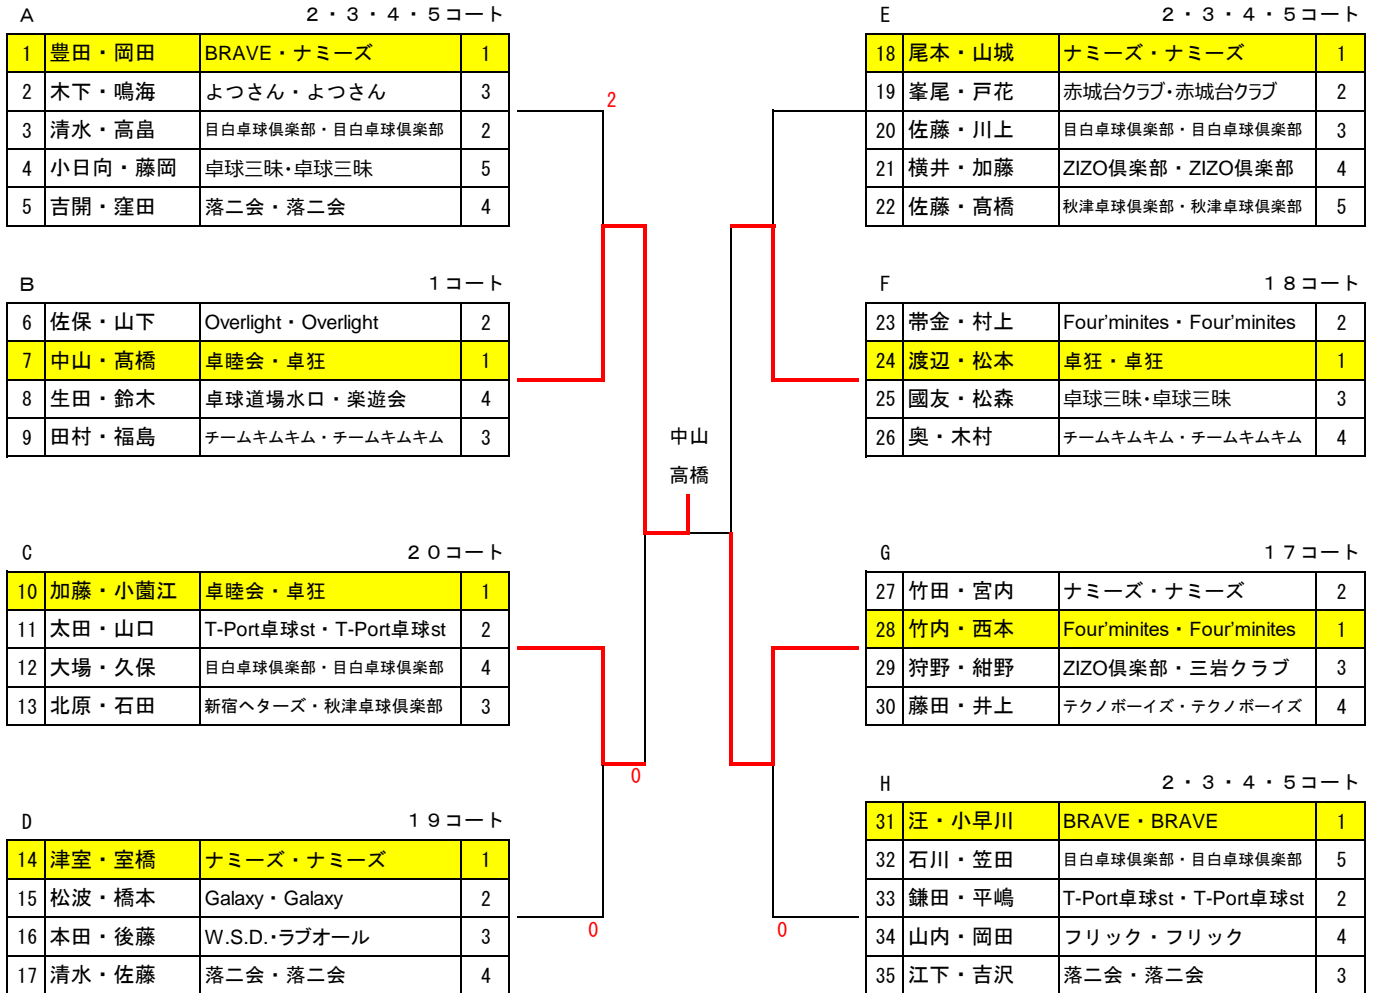 A　２・３・４・５コート
1 豊田・岡田 BRAVE・ナミーズ 1
2 木下・鳴海 よつさん・よつさん 3
3 清水・高畠 目白卓球倶楽部・目白卓球倶楽部 2
4 小日向・藤岡 卓球三昧・卓球三昧 5
5 吉開・窪田 落二会・落二会 4
B　１コート
6 佐保・山下 Overlight・Overlight 2
7 中山・髙橋 卓睦会・卓狂 1
8 生田・鈴木 卓球道場水口・楽遊会 4
9 田村・福島 チームキムキム・チームキムキム 3
C　２０コート
10 加藤・小薗江 卓睦会・卓狂 1
11 太田・山口 T-Port卓球st・T-Port卓球st 2
12 大場・久保 目白卓球倶楽部・目白卓球倶楽部 4
13 北原・石田 新宿ヘターズ・秋津卓球倶楽部 3
D　１９コート
14 津室・室橋 ナミーズ・ナミーズ 1
15 松波・橋本 Galaxy・Galaxy 2
16 本田・後藤 W.S.D.・ラブオール 3
17 清水・佐藤 落二会・落二会 4
2
0
0
中山
高橋
0
E　２・３・４・５コート
18 尾本・山城 ナミーズ・ナミーズ 1
19 峯尾・戸花 赤城台クラブ・赤城台クラブ 2
20 佐藤・川上 目白卓球倶楽部・目白卓球倶楽部 3
21 横井・加藤 ZIZO倶楽部・ZIZO倶楽部 4
22 佐藤・髙橋 秋津卓球倶楽部・秋津卓球倶楽部 5
F　１８コート
23 帯金・村上 Four'minites・Four'minites 2
24 渡辺・松本 卓狂・卓狂 1
25 國友・松森 卓球三昧・卓球三昧 3
26 奥・木村 チームキムキム・チームキムキム 4
G　１７コート
27 竹田・宮内 ナミーズ・ナミーズ 2
28 竹内・西本 Four'minites・Four'minites 1
29 狩野・紺野 ZIZO倶楽部・三岩クラブ 3
30 藤田・井上 テクノボーイズ・テクノボーイズ 4
H　２・３・４・５コート
31 汪・小早川 BRAVE・BRAVE 1
32 石川・笠田 目白卓球倶楽部・目白卓球倶楽部 5
33 鎌田・平嶋 T-Port卓球st・T-Port卓球st 2
34 山内・岡田 フリック・フリック 4
35 江下・吉沢 落二会・落二会 3